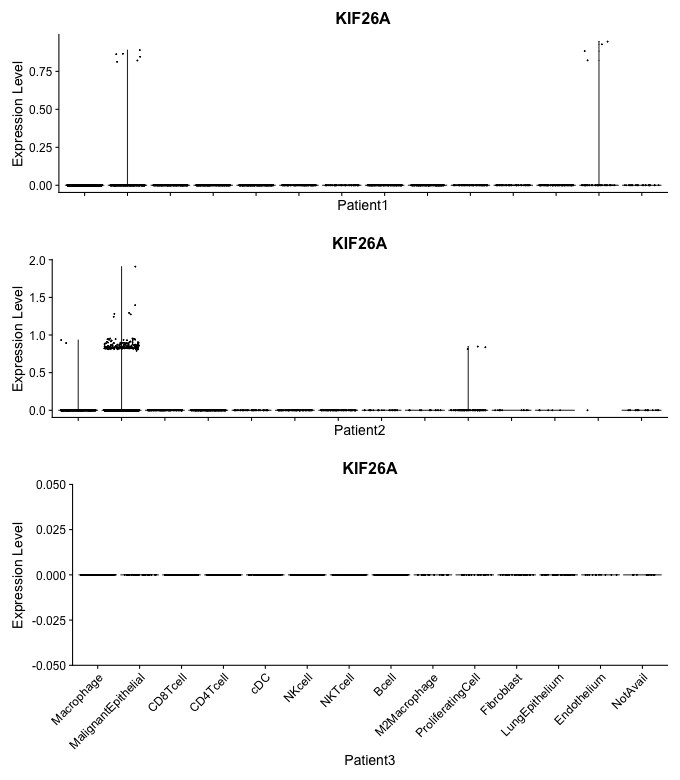 KIF26A
Expression Level
0.75
0.50
0.25
0.00
Patient1
KIF26A
Expression Level
2.0
1.5
1.0
0.5
0.0
Patient2
KIF26A
Expression Level
0.050
0.025
0.000
-0.025
-0.050
Macrophage
MalignantEpithelial
CD8Tcell
CD4Tcell
cDC
NKcell
NKTcell
Bcell
M2Macrophage
ProliferatingCell
Fibroblast
LungEpithelium
Endothelium
NotAvail
Patient3